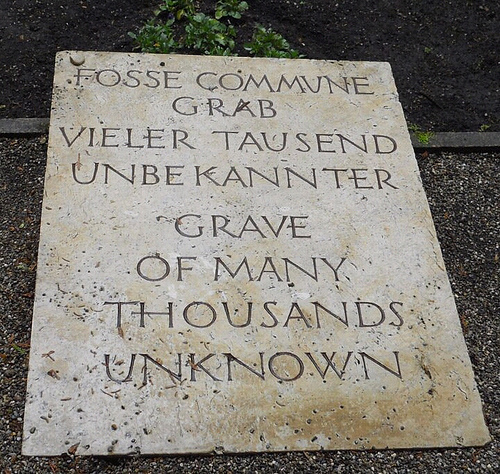 FOSSE COMMUNE
GRAB
VIELER TAUSEND
UNBEKANNTER
GRAVE
OF MANY
THOUSANDS
UNKNOWN